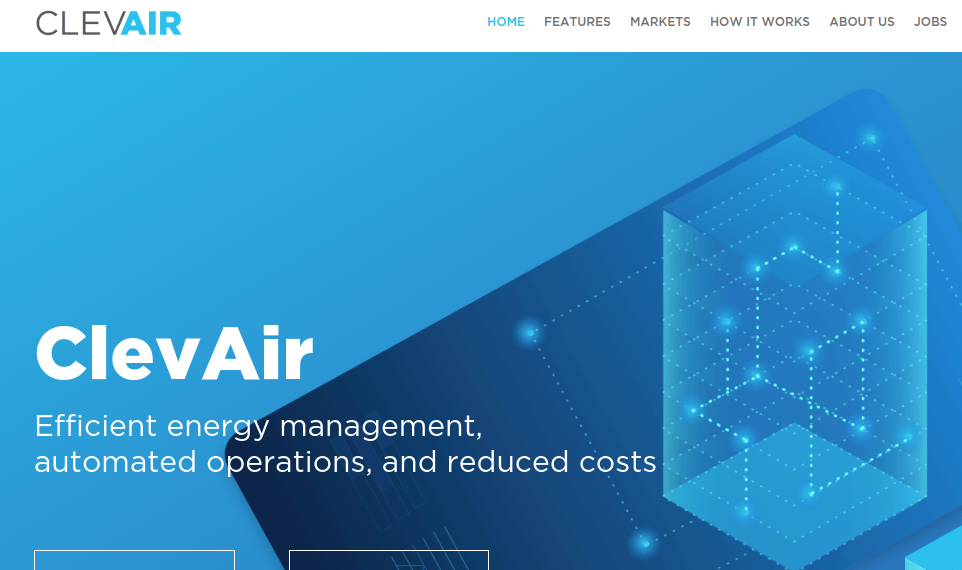 CLEVAIR
HOME FEATURES MARKETS HOW IT WORKS ABOUT US JOBS
ClevAir
Efficient energy management,
automated operations, and reduced costs